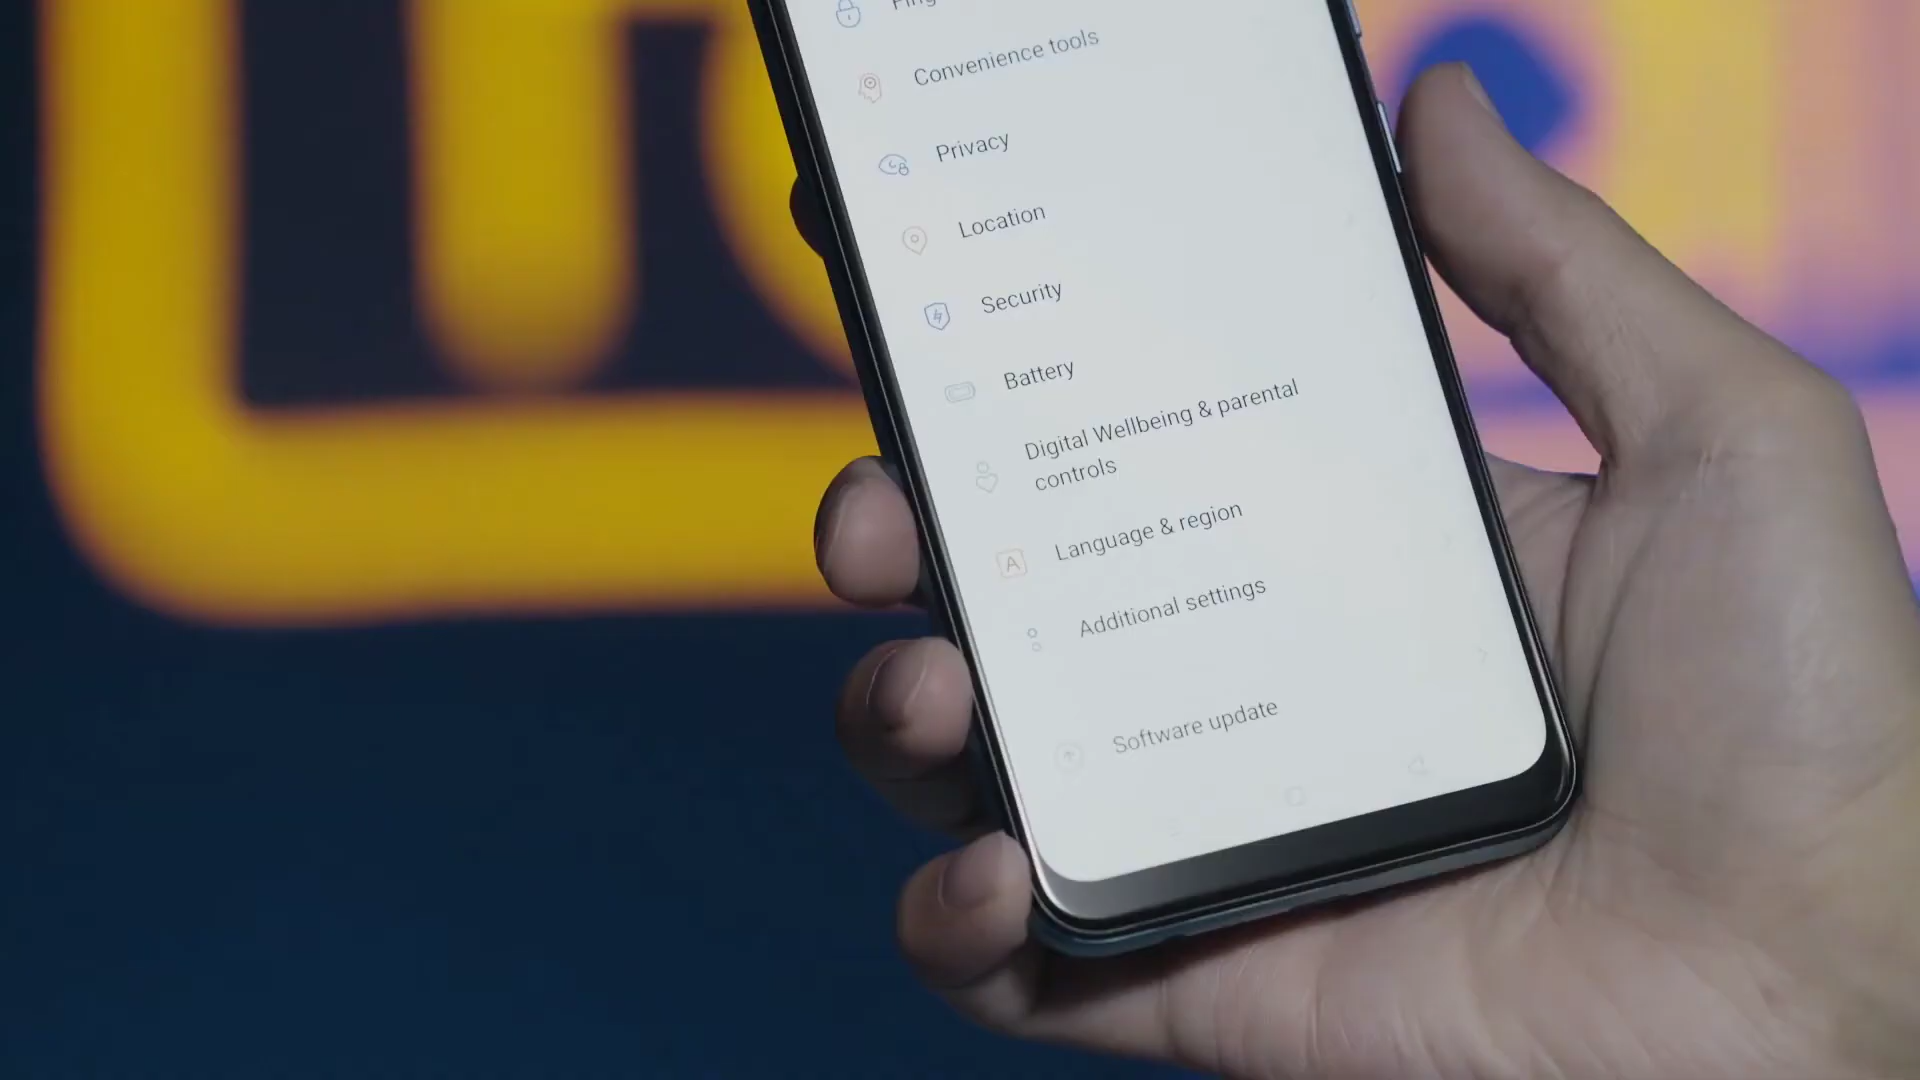 Convenience tools
Privacy
Location
Security
Battery
Digital Wellbeing & parental
controls
A
Language & region
Additional settings
Software update